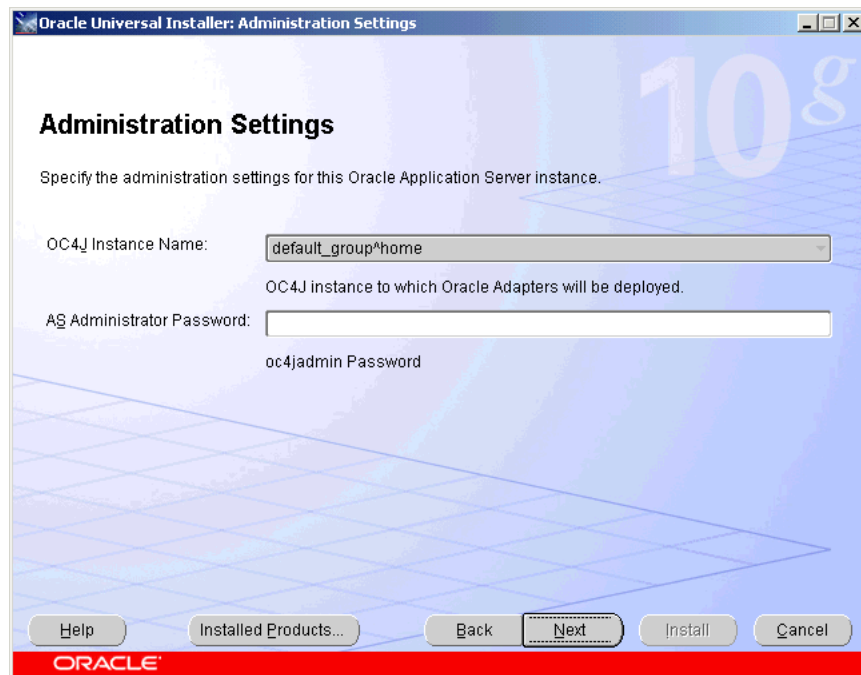 Oracle Universal Installer: Administration Settings
10g
Administration Settings
Specify the administration settings for this Oracle Application Server instance.
OC4J Instance Name: default_group^home
OC4J instance to which Oracle Adapters will be deployed.
AS Administrator Password:
oc4jadmin Password
Help Installed Products... Back Next Install Cancel
ORACLE